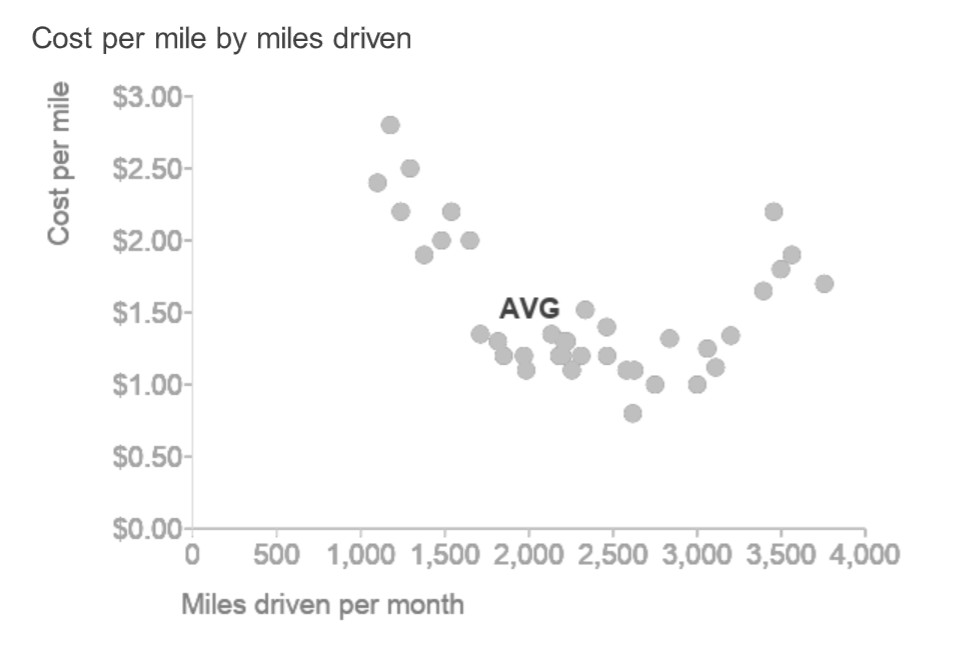 Cost per mile by miles driven
Cost per mile
$3.00
$2.50
$2.00
$1.50
$1.00
$0.50
$0.00
AVG
0 500 1,000 1,500 2,000 2,500 3,000 3,500 4,000
Miles driven per month